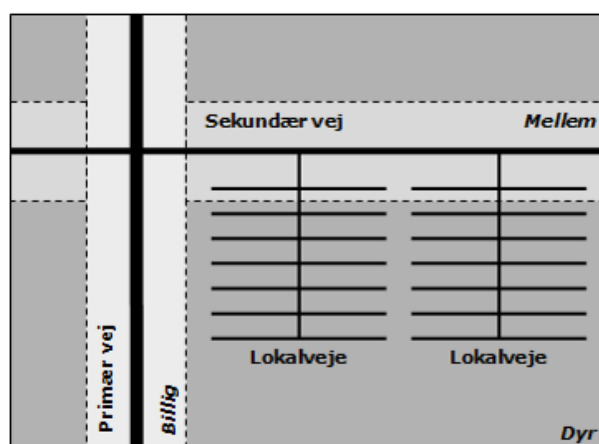 Sekundær vej
Mellem
Primær vej
Billig
Lokalveje
Lokalveje
Dyr